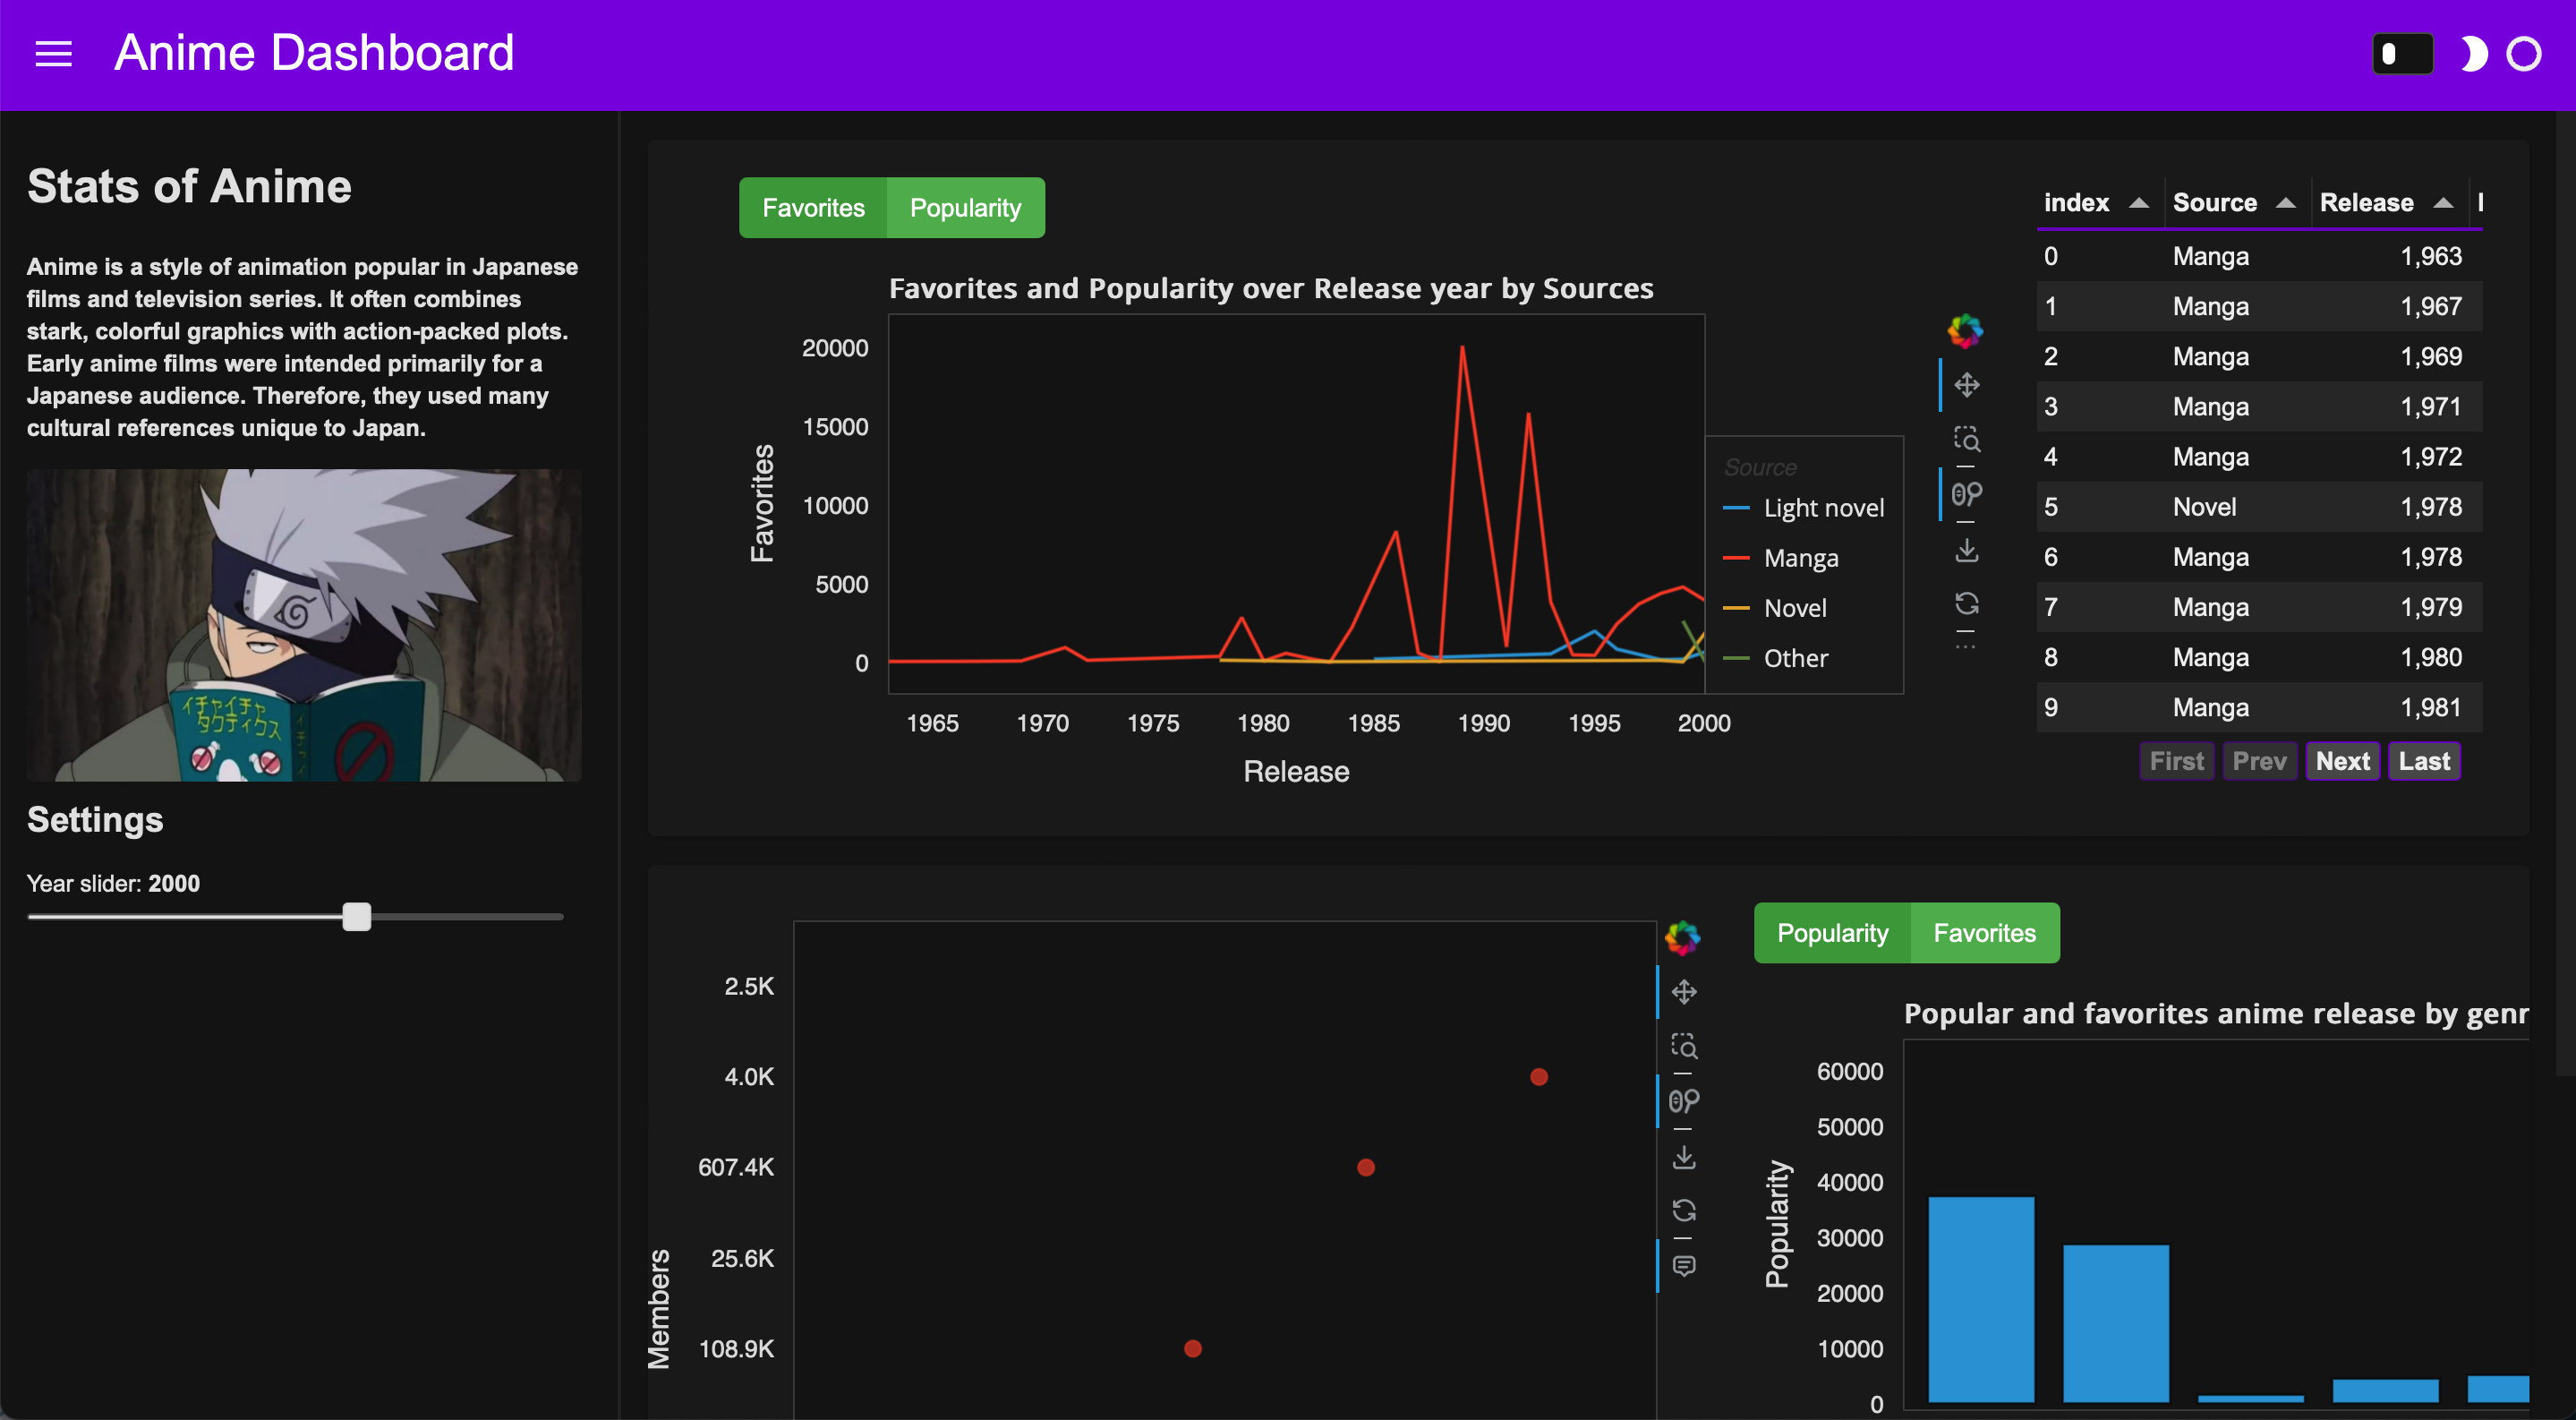 Anime Dashboard
Stats of Anime
Anime is a style of animation popular in Japanese
films and television series. It often combines
stark, colorful graphics with action-packed plots.
Early anime films were intended primarily for a
Japanese audience. Therefore, they used many
cultural references unique to Japan.
イチャイチャ
タクティクス
Settings
Year slider: 2000
Favorites Popularity
Favorites and Popularity over Release year by Sources
Favorites
20000
15000
10000
5000
0
1965 1970 1975 1980 1985 1990 1995 2000
Release
Source
Light novel
Manga
Novel
Other
index Source Release
0 Manga 1,963
1 Manga 1,967
2 Manga 1,969
3 Manga 1,971
4 Manga 1,972
5 Novel 1,978
6 Manga 1,978
7 Manga 1,979
8 Manga 1,980
9 Manga 1,981
First Prev Next Last
Members
2.5K
4.0K
607.4K
25.6K
108.9K
Popularity Favorites
Popular and favorites anime release by genr
Popularity
60000
50000
40000
30000
20000
10000
0